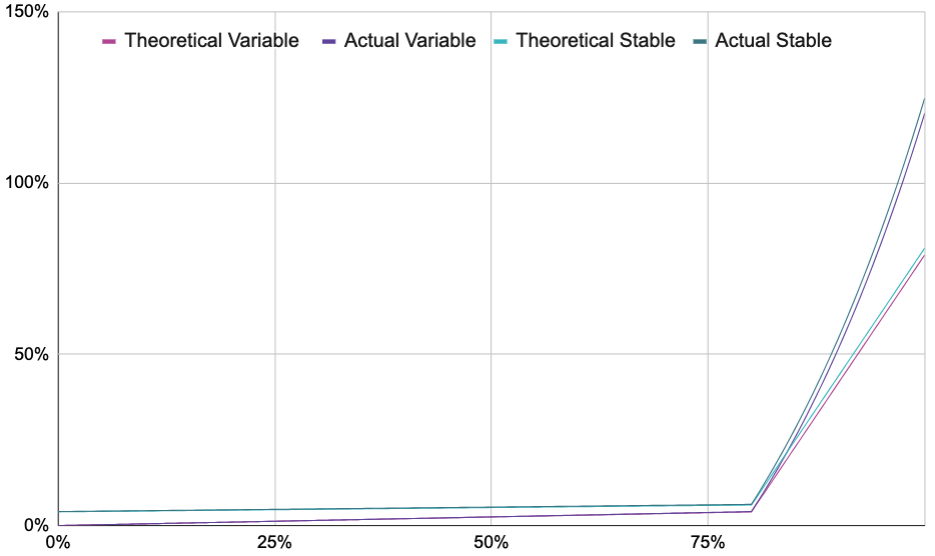 150%
Theoretical Variable Actual Variable Theoretical Stable Actual Stable
100%
50%
0%
0% 25% 50% 75%